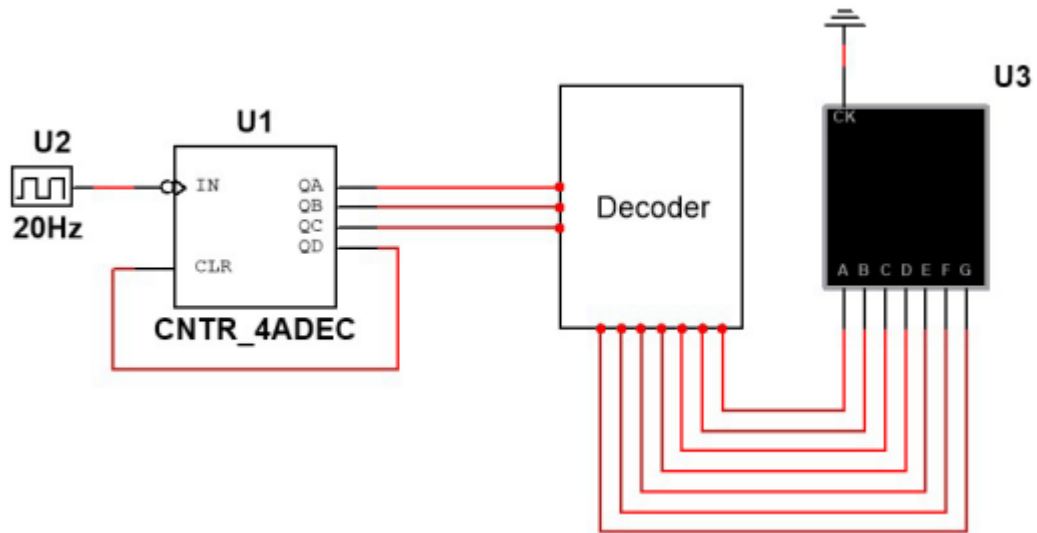 U2
20Hz
U1
IN
CLR
QA
QB
QC
QD
CNTR_4ADEC
Decoder
U3
CK
A B C D E F G